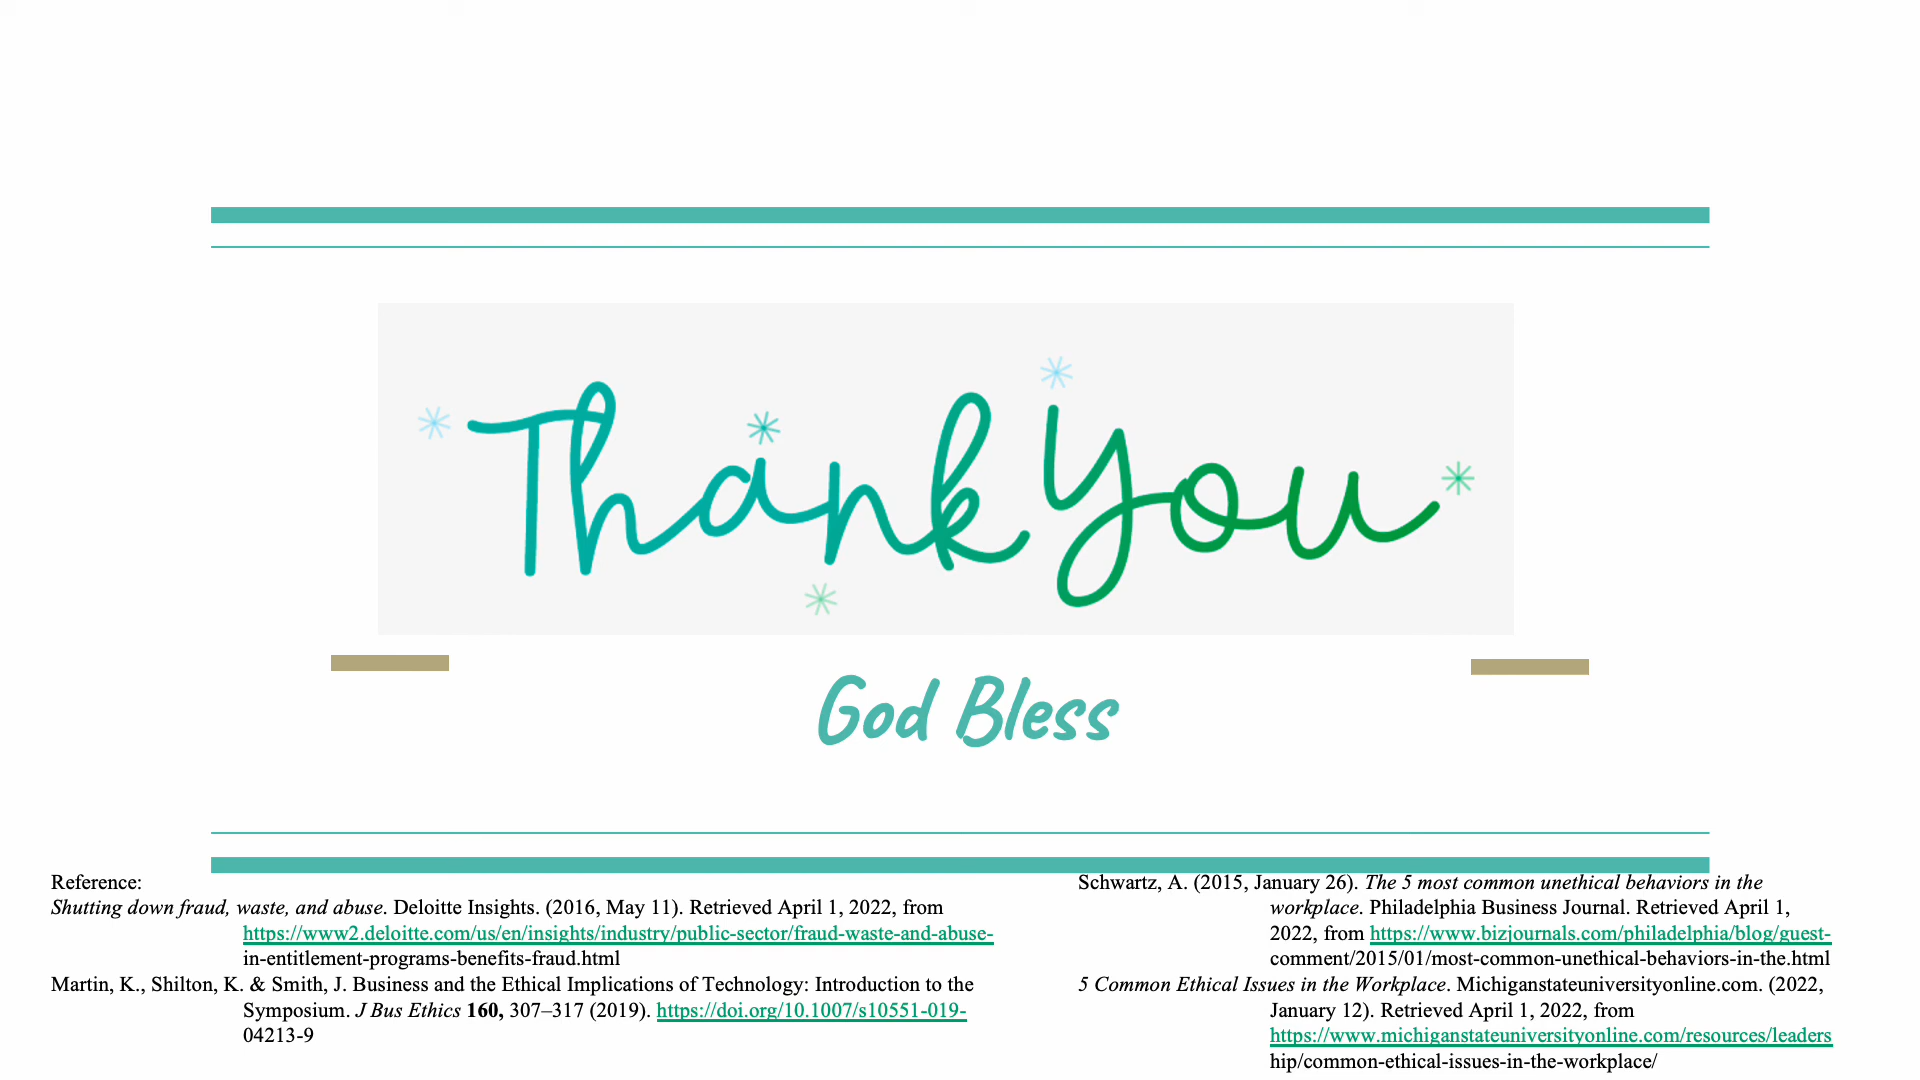 Thank You
God Bless
Reference:
Shutting down fraud, waste, and abuse. Deloitte Insights. (2016, May 11). Retrieved April 1, 2022, from
https://www2.deloitte.com/us/en/insights/industry/public-sector/fraud-waste-and-abuse-
in-entitlement-programs-benefits-fraud.html
Martin, K., Shilton, K. & Smith, J. Business and the Ethical Implications of Technology: Introduction to the
Symposium. J Bus Ethics 160, 307–317 (2019). https://doi.org/10.1007/s10551-019-
04213-9
Schwartz, A. (2015, January 26). The 5 most common unethical behaviors in the
workplace. Philadelphia Business Journal. Retrieved April 1,
2022, from https://www.bizjournals.com/philadelphia/blog/guest-
comment/2015/01/most-common-unethical-behaviors-in-the.html
5 Common Ethical Issues in the Workplace. Michiganstateuniversityonline.com. (2022,
January 12). Retrieved April 1, 2022, from
https://www.michiganstateuniversityonline.com/resources/leaders
hip/common-ethical-issues-in-the-workplace/